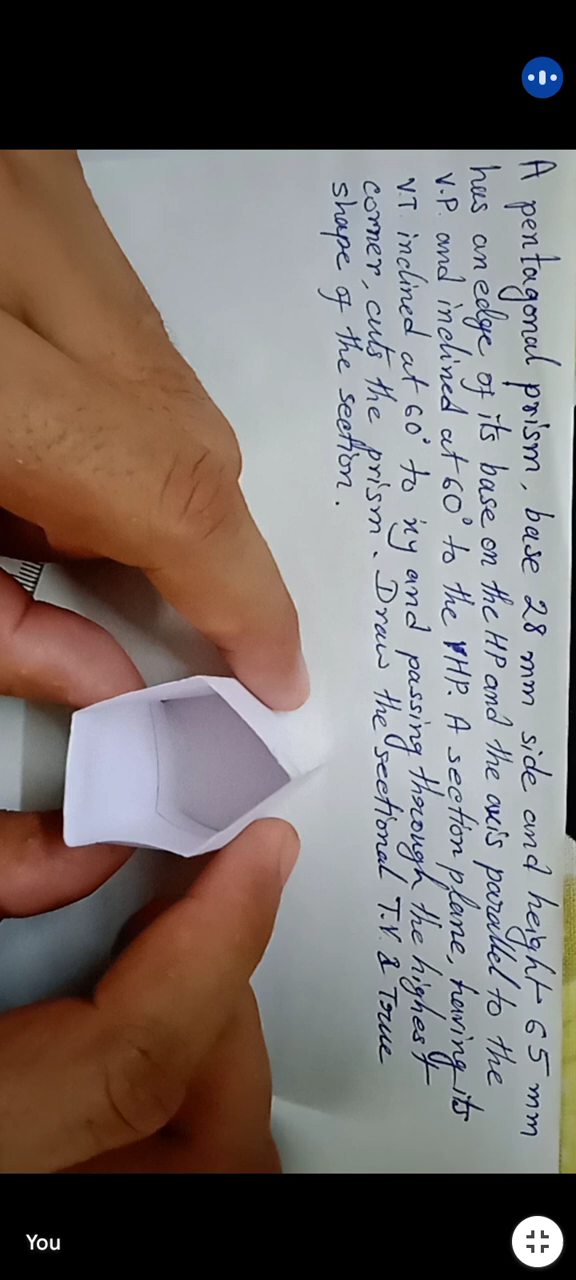 A pentagonal prism, base 28 mm side and height 65 mm
has an edge of its base on the HP and the axis parallel to the
V.P. and inclined at 60° to the HP. A section plane, having its
V.T. inclined at 60° to xy and passing through the highest
corner, cuts the prism. Draw the sectional T.V. & True
shape of the section.
You